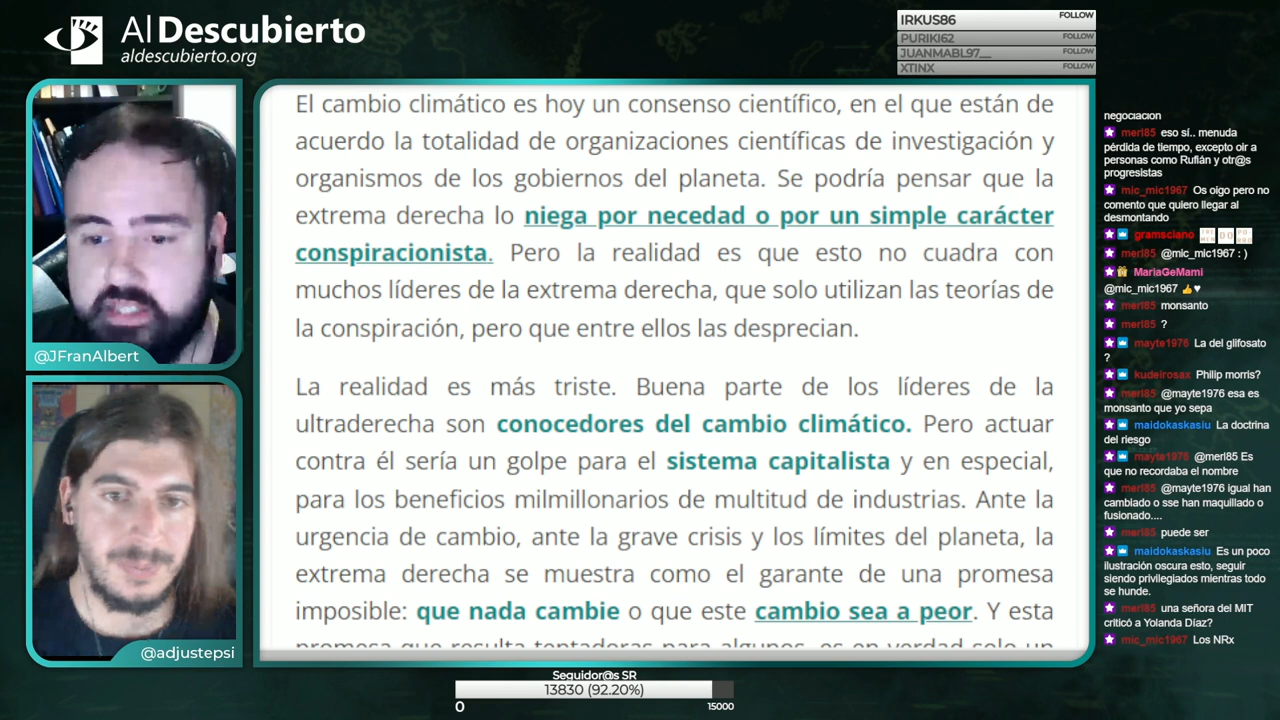 Al Descubierto
aldescubierto.org
IRKUS86 FOLLOW
PURIKI62 FOLLOW
JUANMABL97__ FOLLOW
XTINX FOLLOW
@JFranAlbert
@adjustepsi
El cambio climático es hoy un consenso científico, en el que están de
acuerdo la totalidad de organizaciones científicas de investigación y
organismos de los gobiernos del planeta. Se podría pensar que la
extrema derecha lo niega por necedad o por un simple carácter
conspiracionista. Pero la realidad es que esto no cuadra con
muchos líderes de la extrema derecha, que solo utilizan las teorías de
la conspiración, pero que entre ellos las desprecian.
La realidad es más triste. Buena parte de los líderes de la
ultraderecha son conocedores del cambio climático. Pero actuar
contra él sería un golpe para el sistema capitalista y en especial,
para los beneficios milmillonarios de multitud de industrias. Ante la
urgencia de cambio, ante la grave crisis y los límites del planeta, la
extrema derecha se muestra como el garante de una promesa
imposible: que nada cambie o que este cambio sea a peor. Y esta
promesa que resulta tentadoras para algunos, es en verdad solo un
negociación
merl85 eso sí.. menuda
pérdida de tiempo, excepto oir a
personas como Rufián y otr@s
progresistas
mic_mic1967 Os oigo pero no
comento que quiero llegar al
desmontando
gramsciano
merl85 @mic_mic1967 : )
MariaGeMami
@mic_mic1967 👍♥
merl85 monsanto
merl85 ?
mayte1976 La del glifosato
?
kudeirosax Philip morris?
merl85 @mayte1976 esa es
monsanto que yo sepa
maidokaskasiu La doctrina
del riesgo
mayte1976 @merl85 Es
que no recordaba el nombre
merl85 @mayte1976 igual han
cambiado o sse han maquillado o
fusionado....
merl85 puede ser
maidokaskasiu Es un poco
ilustración oscura esto, seguir
siendo privilegiados mientras todo
se hunde.
merl85 una señora del MIT
criticó a Yolanda Díaz?
mic_mic1967 Los NRx
Seguidor@s SR
13830 (92.20%)
0 15000